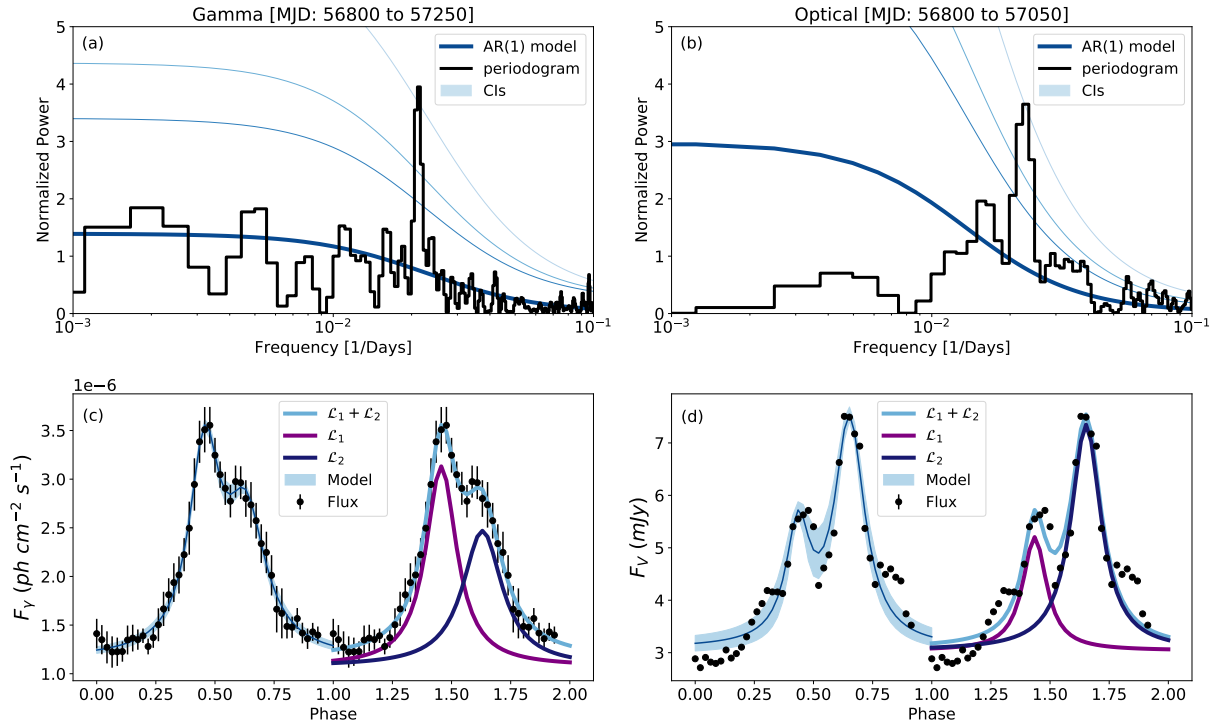 Gamma [MJD: 56800 to 57250]
(a)
AR(1) model
periodogram
CIs
Normalized Power
5
4
3
2
1
0
10⁻³
10⁻²
10⁻¹
Frequency [1/Days]
Optical [MJD: 56800 to 57050]
(b)
AR(1) model
periodogram
CIs
Normalized Power
5
4
3
2
1
0
10⁻³
10⁻²
10⁻¹
Frequency [1/Days]
1e−6
(c)
ℒ₁ + ℒ₂
ℒ₁
ℒ₂
Model
Flux
F_γ (ph cm⁻² s⁻¹)
3.5
3.0
2.5
2.0
1.5
1.0
0.00 0.25 0.50 0.75 1.00 1.25 1.50 1.75 2.00
Phase
(d)
ℒ₁ + ℒ₂
ℒ₁
ℒ₂
Model
Flux
F_V (mJy)
7
6
5
4
3
0.00 0.25 0.50 0.75 1.00 1.25 1.50 1.75 2.00
Phase